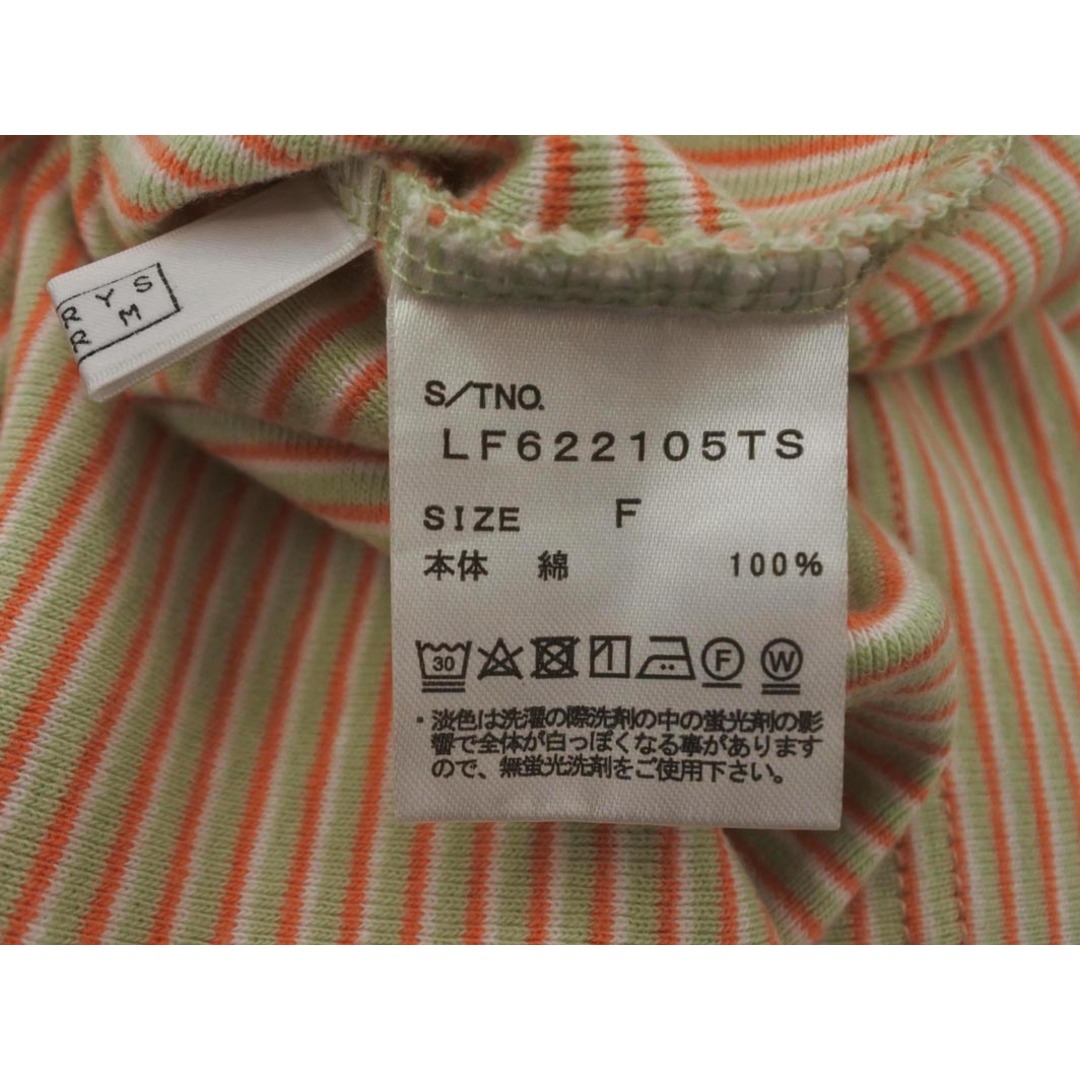 Y S
M
R
R
S/TNO.
LF622105TS
SIZE F
本体 綿 100%
30 F W
・淡色は洗濯の際洗剤の中の蛍光剤の影
響で全体が白っぽくなる事があります
ので、無蛍光洗剤をご使用下さい。